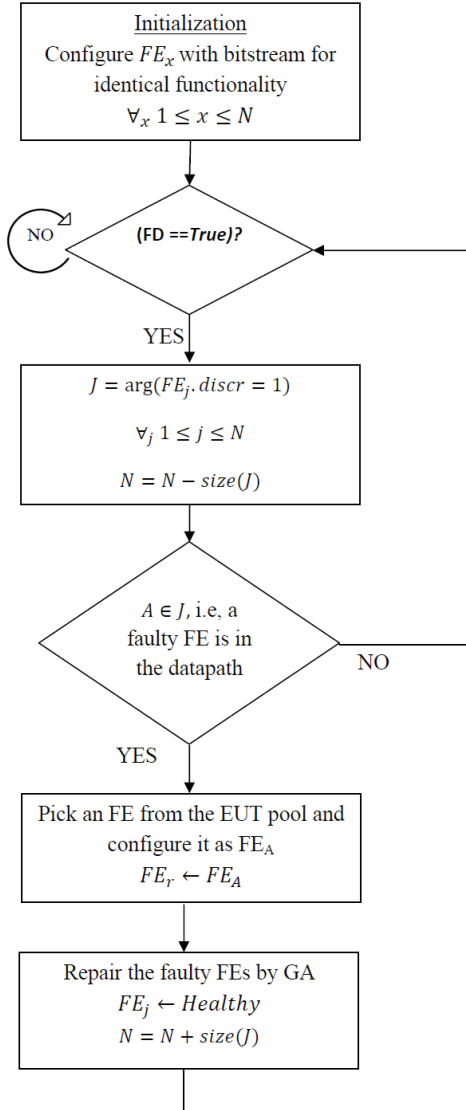 Initialization
Configure FEₓ with bitstream for
identical functionality
∀ₓ 1 ≤ x ≤ N
NO
(FD ==True)?
YES
J = arg(FEⱼ.discr = 1)
∀ⱼ 1 ≤ j ≤ N
N = N − size(J)
A ∈ J, i.e, a
faulty FE is in
the datapath
NO
YES
Pick an FE from the EUT pool and
configure it as FE_A
FEᵣ ← FE_A
Repair the faulty FEs by GA
FEⱼ ← Healthy
N = N + size(J)